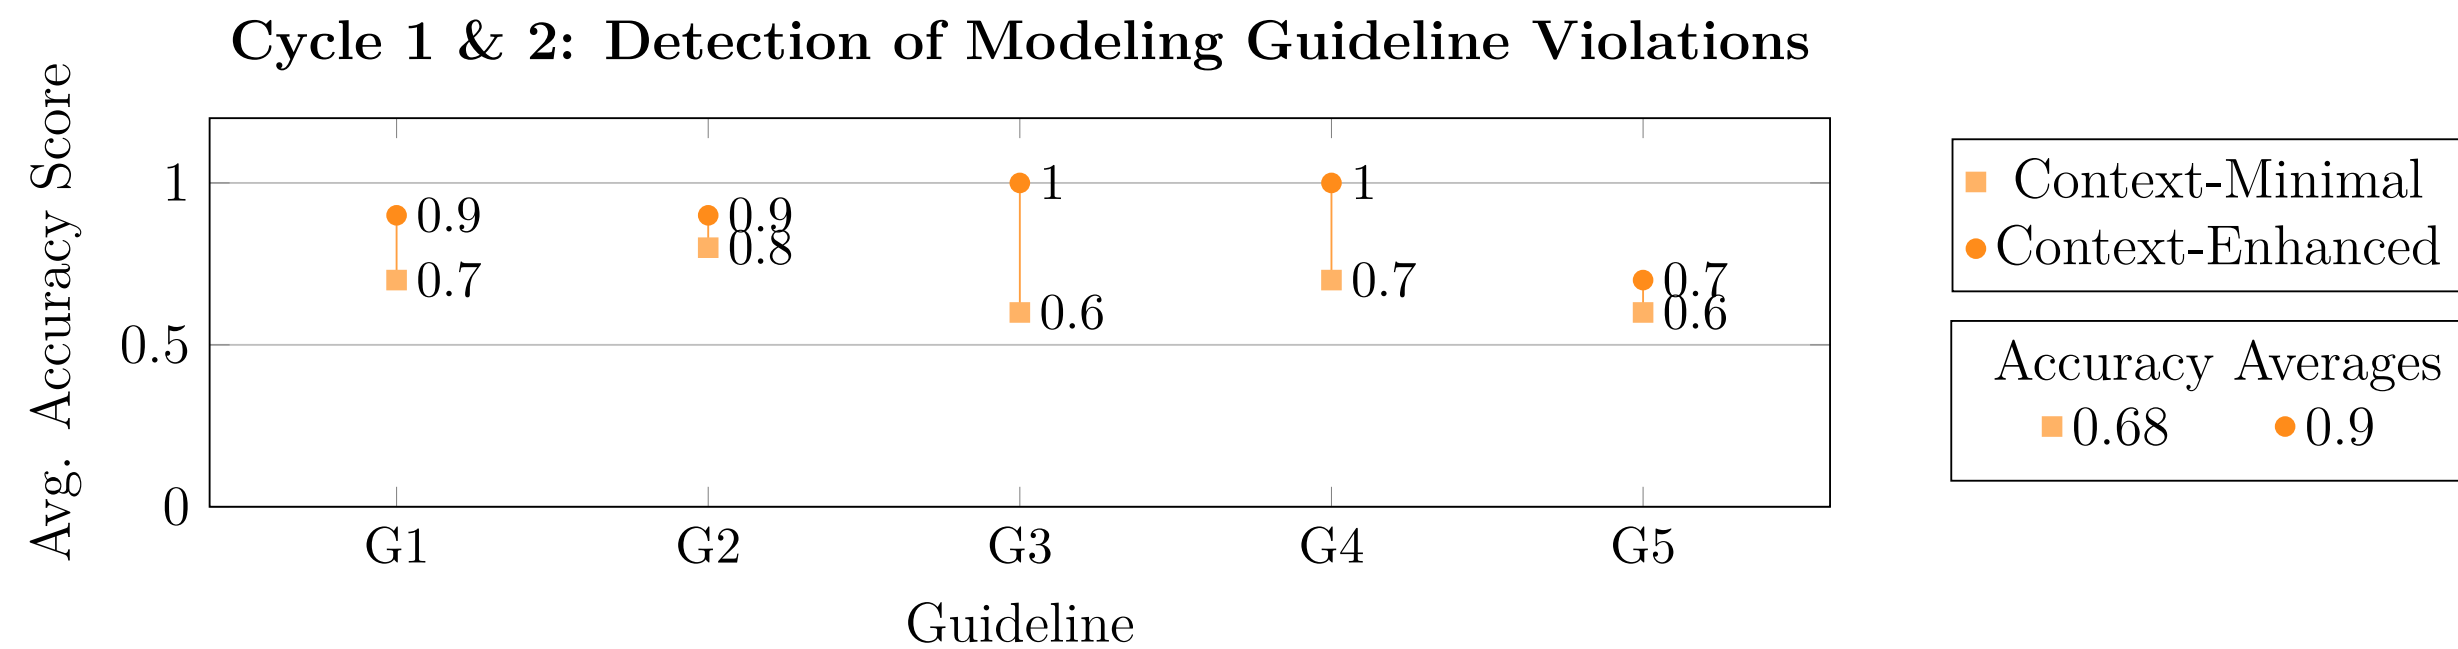 Cycle 1 & 2: Detection of Modeling Guideline Violations
Avg. Accuracy Score
1
0.5
0
0.9
0.7
0.9
0.8
1
0.6
1
0.7
0.7
0.6
G1 G2 G3 G4 G5
Guideline
Context-Minimal
Context-Enhanced
Accuracy Averages
0.68 0.9